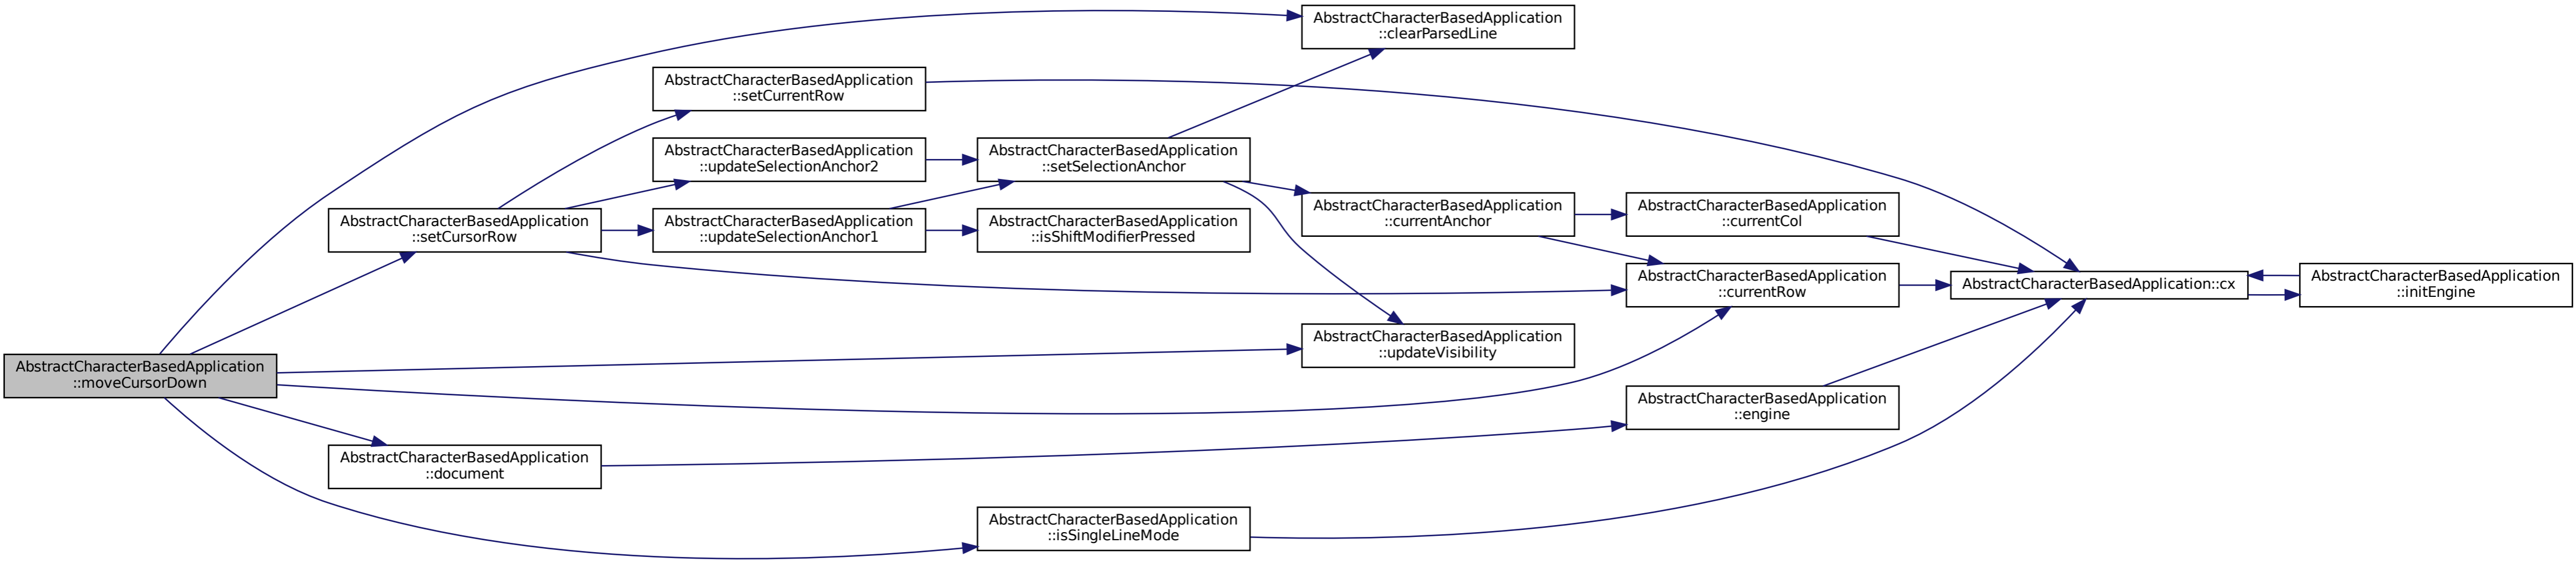 AbstractCharacterBasedApplication
::moveCursorDown
AbstractCharacterBasedApplication
::clearParsedLine
AbstractCharacterBasedApplication
::setCurrentRow
AbstractCharacterBasedApplication
::updateSelectionAnchor2
AbstractCharacterBasedApplication
::setSelectionAnchor
AbstractCharacterBasedApplication
::setCursorRow
AbstractCharacterBasedApplication
::updateSelectionAnchor1
AbstractCharacterBasedApplication
::isShiftModifierPressed
AbstractCharacterBasedApplication
::currentAnchor
AbstractCharacterBasedApplication
::currentCol
AbstractCharacterBasedApplication
::currentRow
AbstractCharacterBasedApplication::cx
AbstractCharacterBasedApplication
::initEngine
AbstractCharacterBasedApplication
::updateVisibility
AbstractCharacterBasedApplication
::engine
AbstractCharacterBasedApplication
::document
AbstractCharacterBasedApplication
::isSingleLineMode